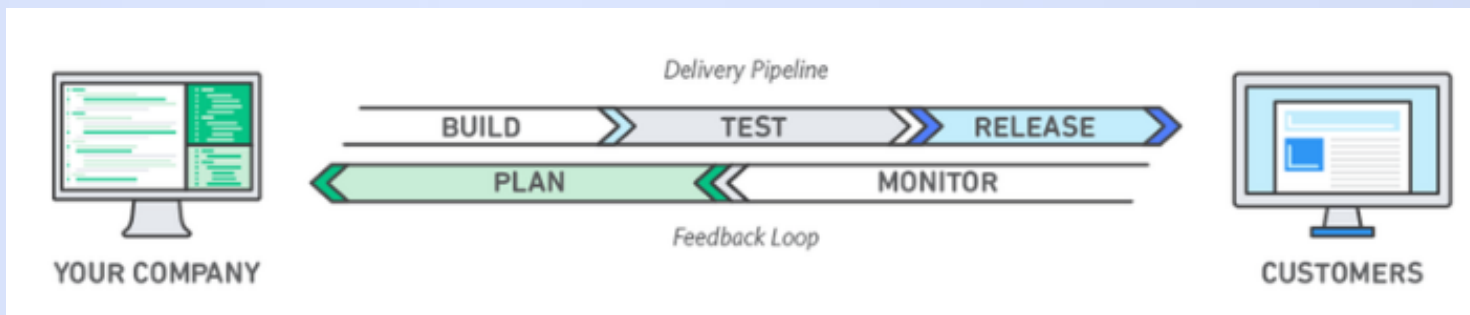 Delivery Pipeline
BUILD TEST RELEASE
PLAN MONITOR
Feedback Loop
YOUR COMPANY
CUSTOMERS